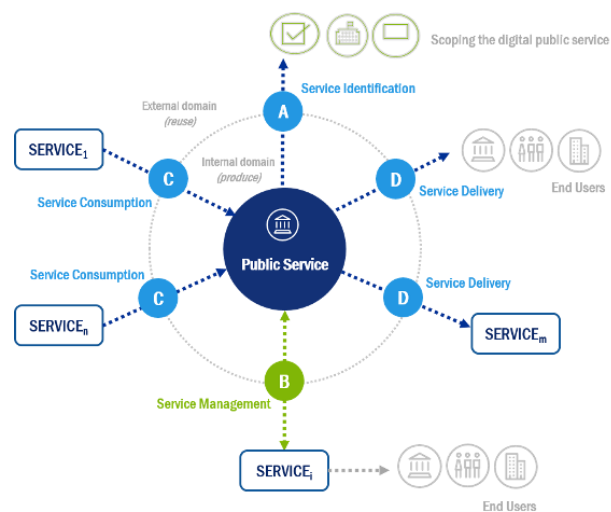 Scoping the digital public service
Service Identification
A
External domain
(reuse)
SERVICE₁
Internal domain
(produce)
C
D
Service Consumption
Service Delivery
End Users
Public Service
Service Consumption
Service Delivery
C
D
SERVICEₙ
SERVICEₘ
B
Service Management
SERVICEᵢ
End Users